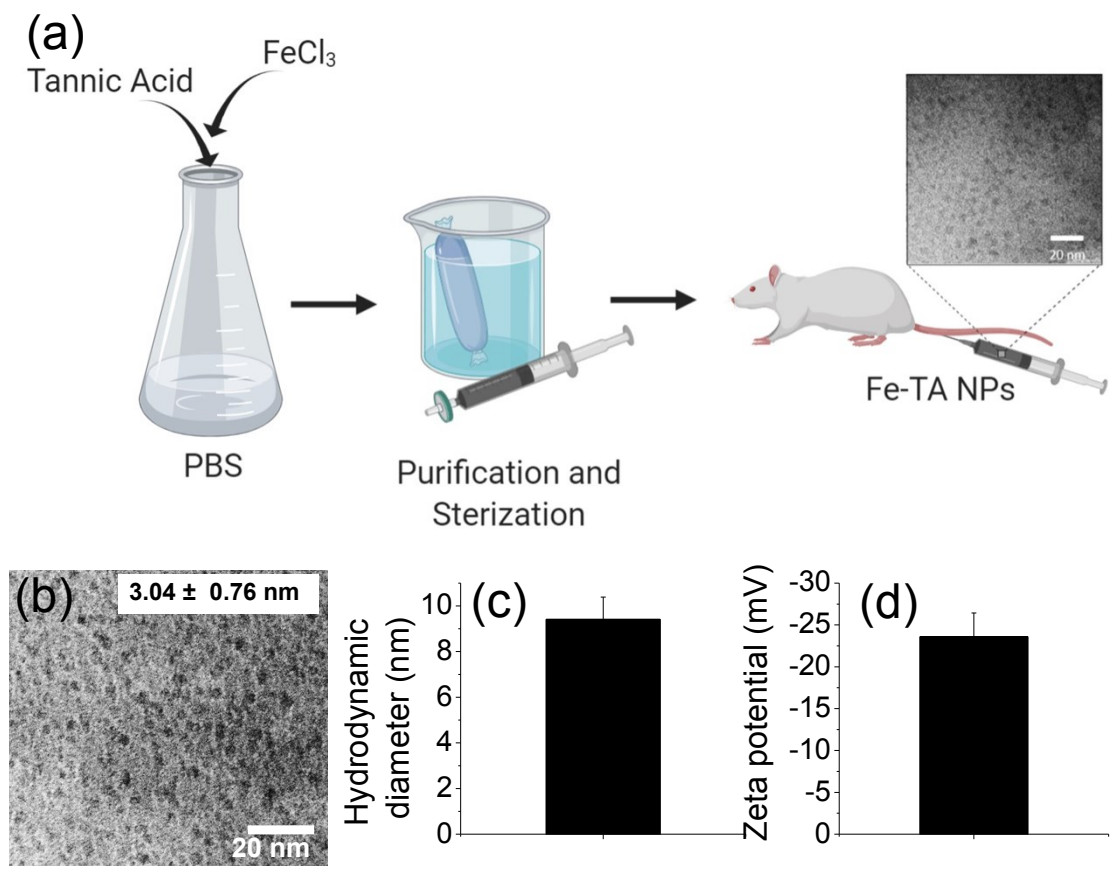 (a)
FeCl₃
Tannic Acid
20 nm
Fe-TA NPs
PBS
Purification and
Sterization
(b)
3.04 ± 0.76 nm
20 nm
(c)
Hydrodynamic
diameter (nm)
10
8
6
4
2
0
(d)
Zeta potential (mV)
-30
-25
-20
-15
-10
-5
0